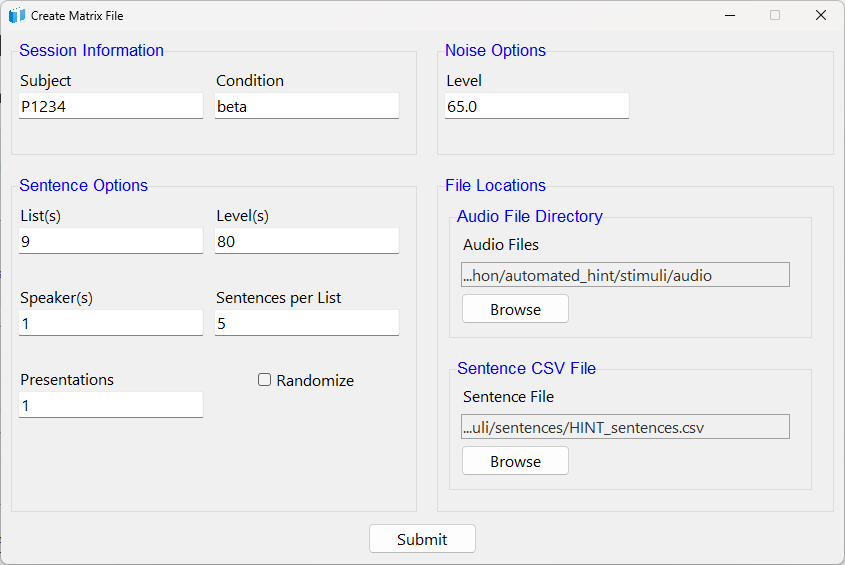 Create Matrix File
Session Information
Subject Condition
P1234 beta
Noise Options
Level
65.0
Sentence Options
List(s) Level(s)
9 80
Speaker(s) Sentences per List
1 5
Presentations Randomize
1
File Locations
Audio File Directory
Audio Files
...hon/automated_hint/stimuli/audio
Browse
Sentence CSV File
Sentence File
...uli/sentences/HINT_sentences.csv
Browse
Submit